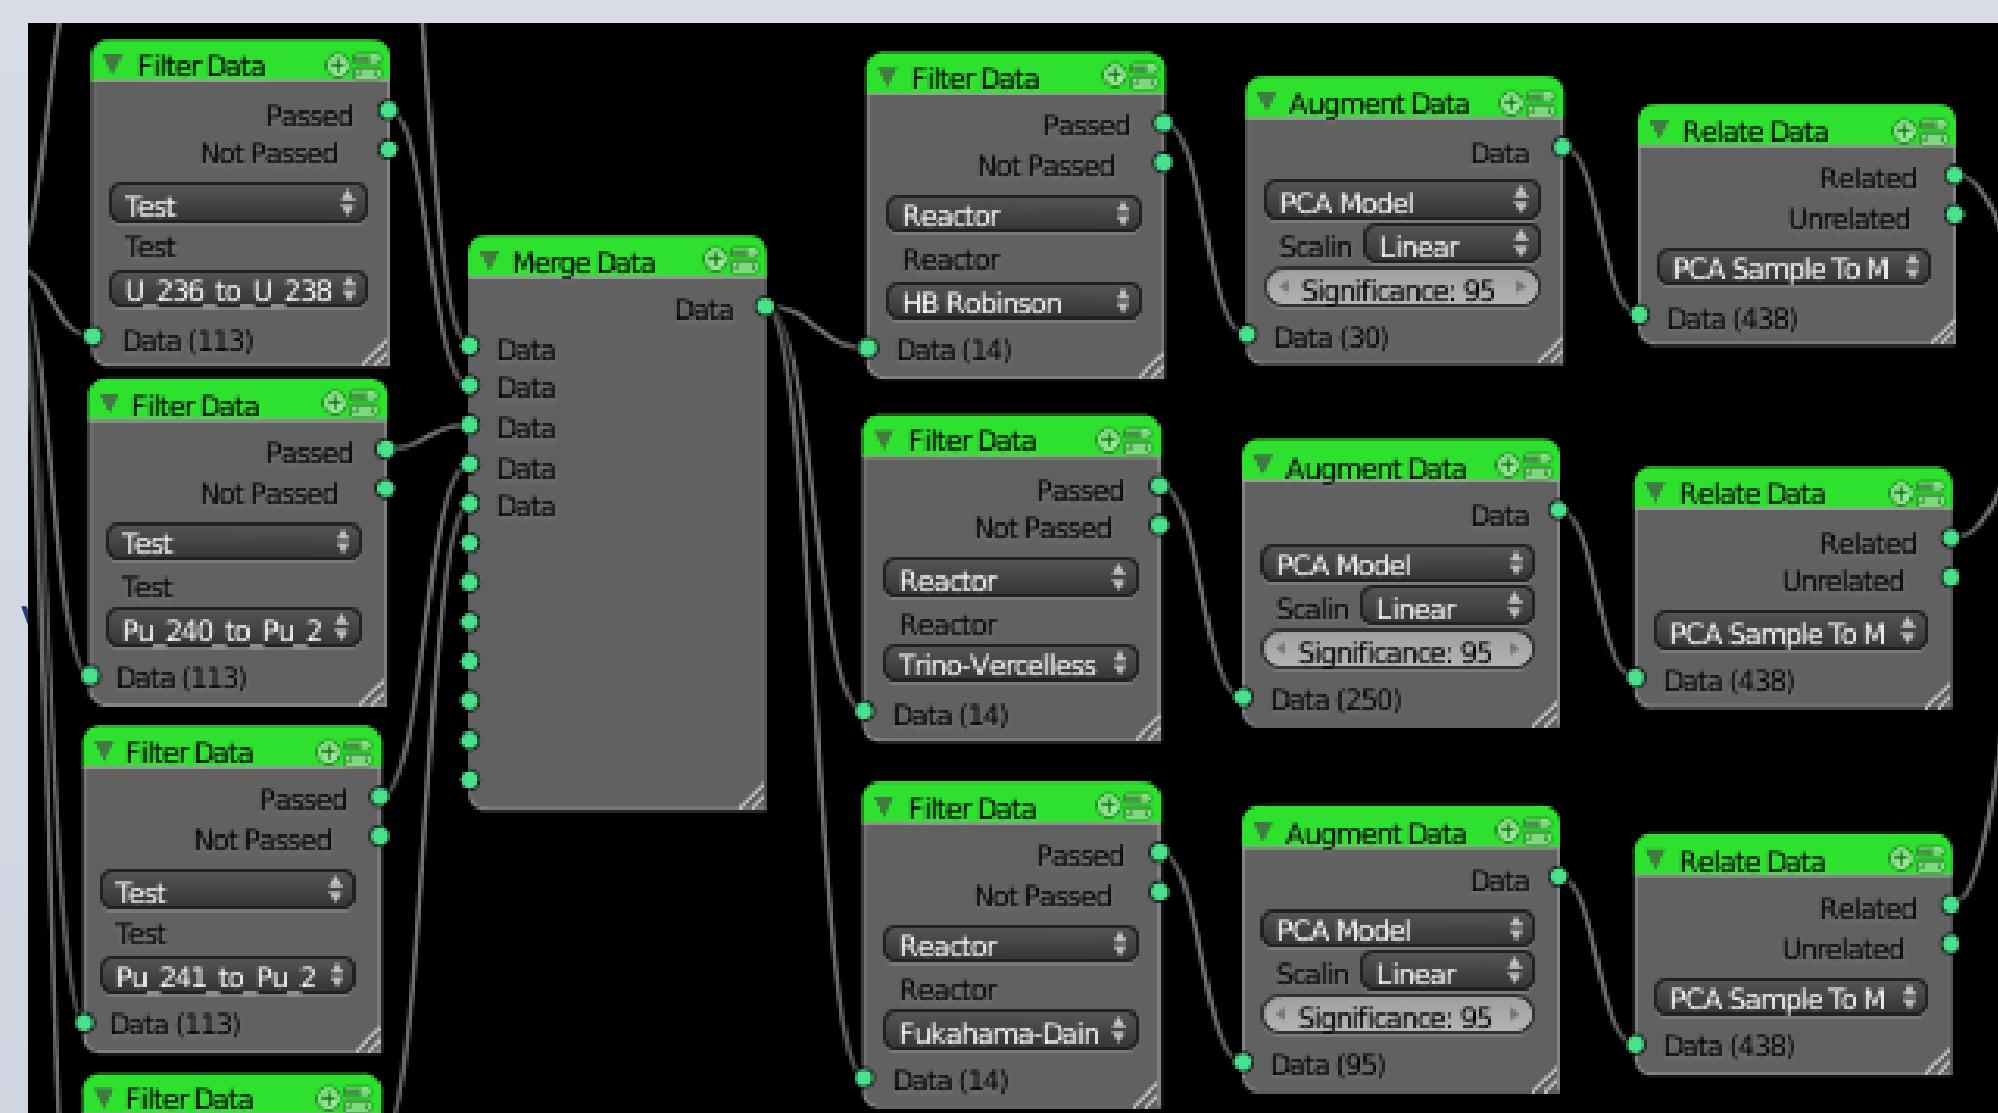 Filter Data
Passed
Not Passed
Test
Test
U_236_to_U_238
Data (113)
Filter Data
Passed
Not Passed
Test
Test
Pu_240_to_Pu_2
Data (113)
Filter Data
Passed
Not Passed
Test
Test
Pu_241_to_Pu_2
Data (113)
Filter Data
Merge Data
Data
Data
Data
Data
Data
Data
Filter Data
Passed
Not Passed
Reactor
Reactor
HB Robinson
Data (14)
Filter Data
Passed
Not Passed
Reactor
Reactor
Trino-Vercelless
Data (14)
Filter Data
Passed
Not Passed
Reactor
Reactor
Fukahama-Dain
Data (14)
Augment Data
Data
PCA Model
Scalin Linear
Significance: 95
Data (30)
Augment Data
Data
PCA Model
Scalin Linear
Significance: 95
Data (250)
Augment Data
Data
PCA Model
Scalin Linear
Significance: 95
Data (95)
Relate Data
Related
Unrelated
PCA Sample To M
Data (438)
Relate Data
Related
Unrelated
PCA Sample To M
Data (438)
Relate Data
Related
Unrelated
PCA Sample To M
Data (438)